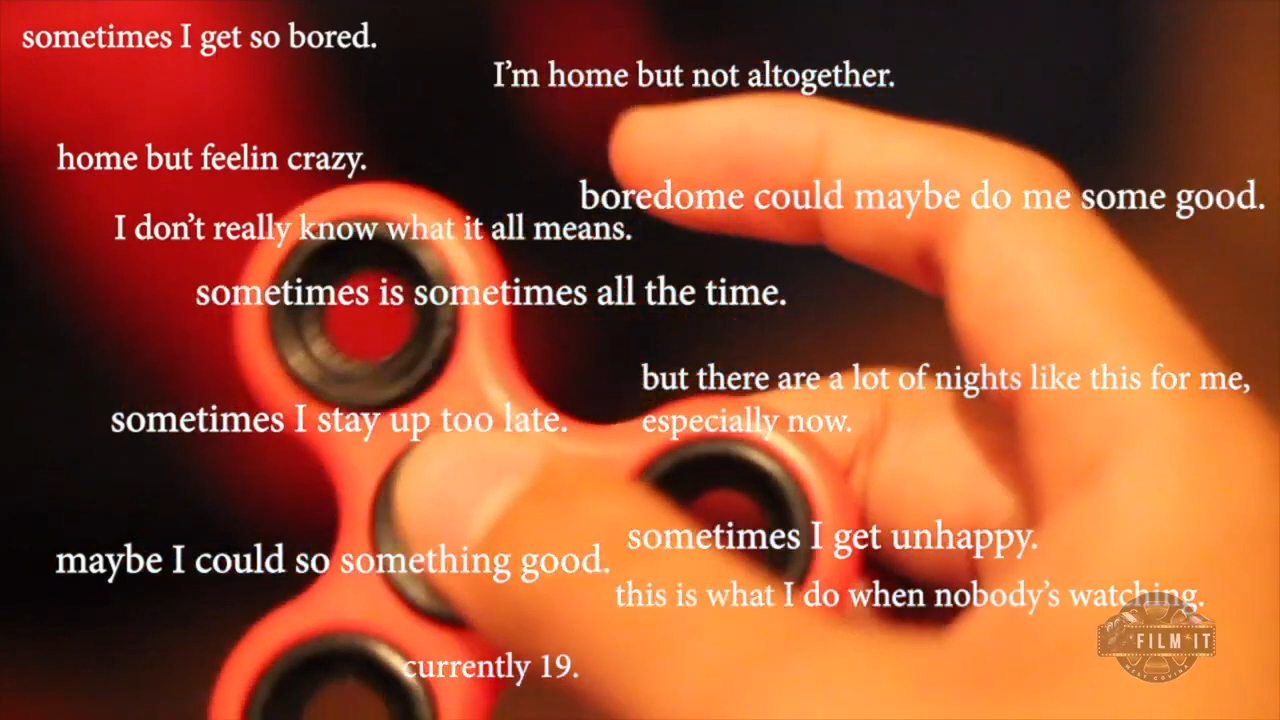 sometimes I get so bored.
I'm home but not altogether.
home but feelin crazy.
boredome could maybe do me some good.
I don't really know what it all means.
sometimes is sometimes all the time.
but there are a lot of nights like this for me,
especially now.
sometimes I stay up too late.
sometimes I get unhappy.
maybe I could so something good.
this is what I do when nobody's watching.
FILM IT
WEST COVINA
currently 19.